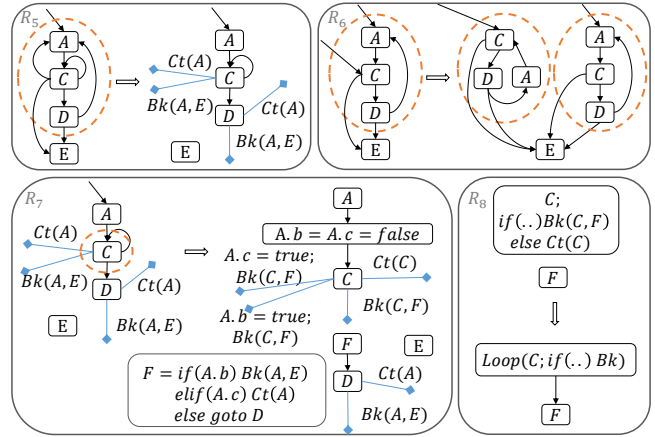 R5
A
C
D
E
A
Ct(A)
C
Bk(A, E)
D
Ct(A)
Bk(A, E)
E
R6
A
C
D
E
C
D
A
A
C
D
E
R7
A
Ct(A)
C
Bk(A, E)
D
Ct(A)
E
Bk(A, E)
A
A.b = A.c = false
A.c = true;
Bk(C, F)
C
Ct(C)
Bk(C, F)
A.b = true;
Bk(C, F)
F
E
D
Ct(A)
Bk(A, E)
F = if(A.b) Bk(A, E)
elif(A.c) Ct(A)
else goto D
R8
C;
if(..)Bk(C, F)
else Ct(C)
F
Loop(C; if(..) Bk)
F